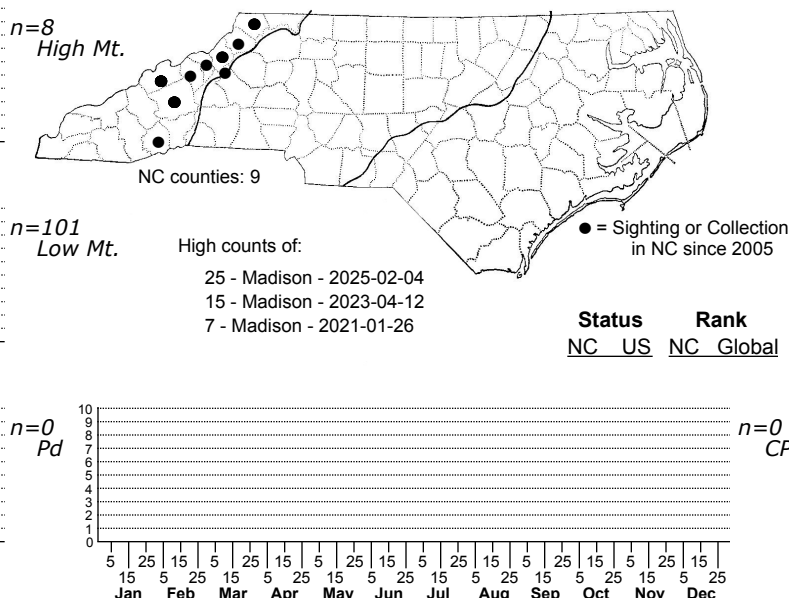 n=8
High Mt.
NC counties: 9
n=101
Low Mt.
High counts of:
25 - Madison - 2025-02-04
15 - Madison - 2023-04-12
7 - Madison - 2021-01-26
● = Sighting or Collection
in NC since 2005
Status Rank
NC US NC Global
n=0
Pd
10
9
8
7
6
5
4
3
2
1
0
n=0
CP
5 25 15 5 25 15 5 25 15 5 25 15 5 25 15 5 25 15
15 5 25 15 5 25 15 5 25 15 5 25 15 5 25 15 5 25
Jan Feb Mar Apr May Jun Jul Aug Sep Oct Nov Dec